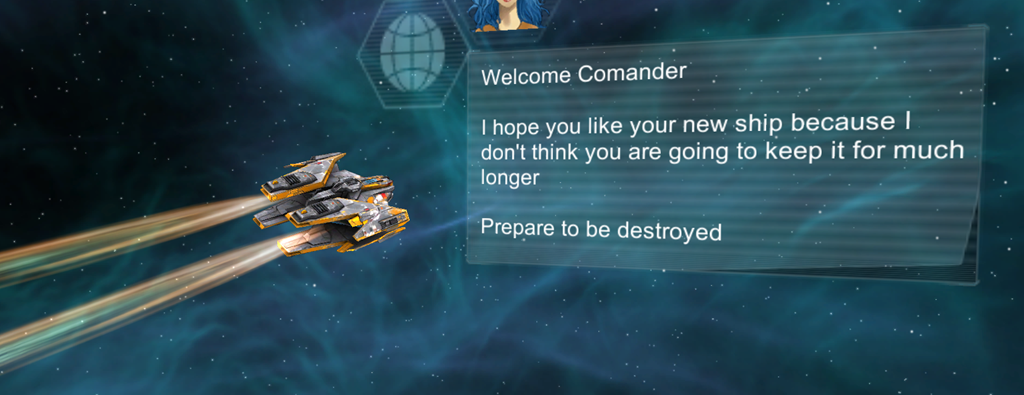 Welcome Comander
I hope you like your new ship because I
don't think you are going to keep it for much
longer
Prepare to be destroyed